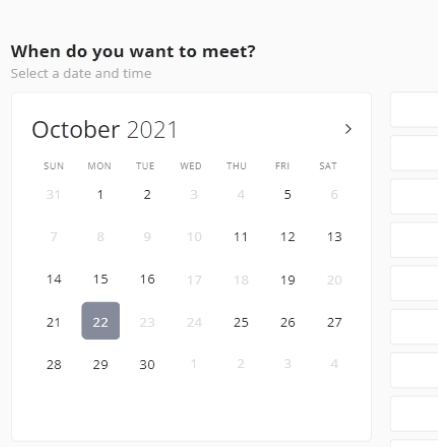 When do you want to meet?
Select a date and time
October 2021
SUN MON TUE WED THU FRI SAT
31 1 2 3 4 5 6
7 8 9 10 11 12 13
14 15 16 17 18 19 20
21 22 23 24 25 26 27
28 29 30 1 2 3 4